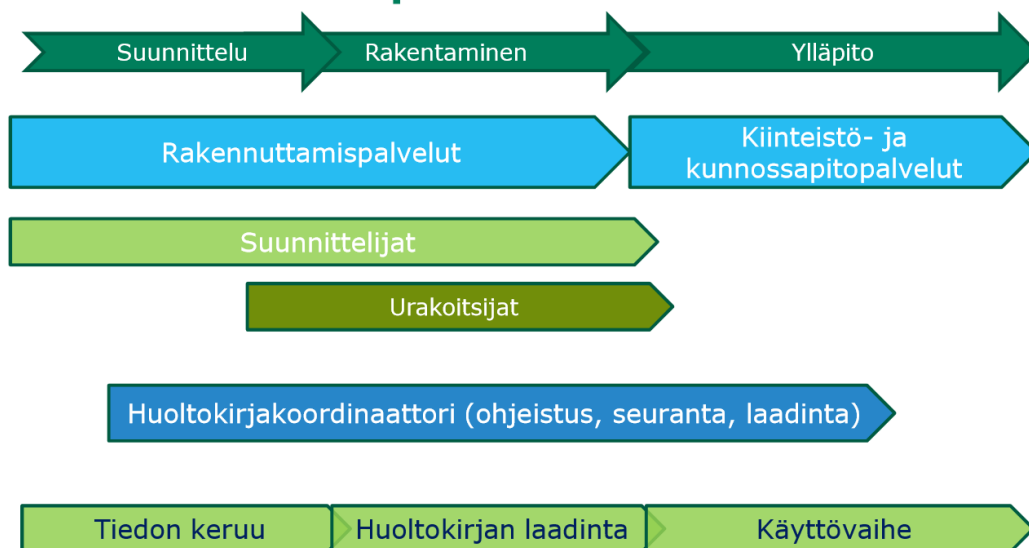 Suunnittelu
Rakentaminen
Ylläpito
Rakennuttamispalvelut
Kiinteistö- ja
kunnossapitopalvelut
Suunnittelijat
Urakoitsijat
Huoltokirjakoordinaattori (ohjeistus, seuranta, laadinta)
Tiedon keruu
Huoltokirjan laadinta
Käyttövaihe